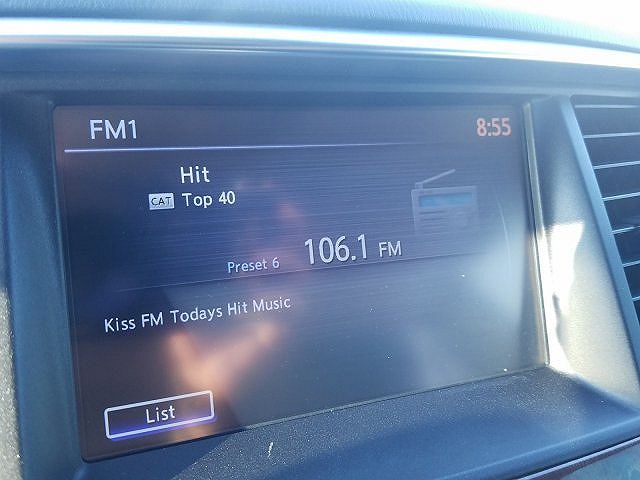 FM1 8:55
Hit
CAT Top 40
Preset 6 106.1 FM
Kiss FM Todays Hit Music
List